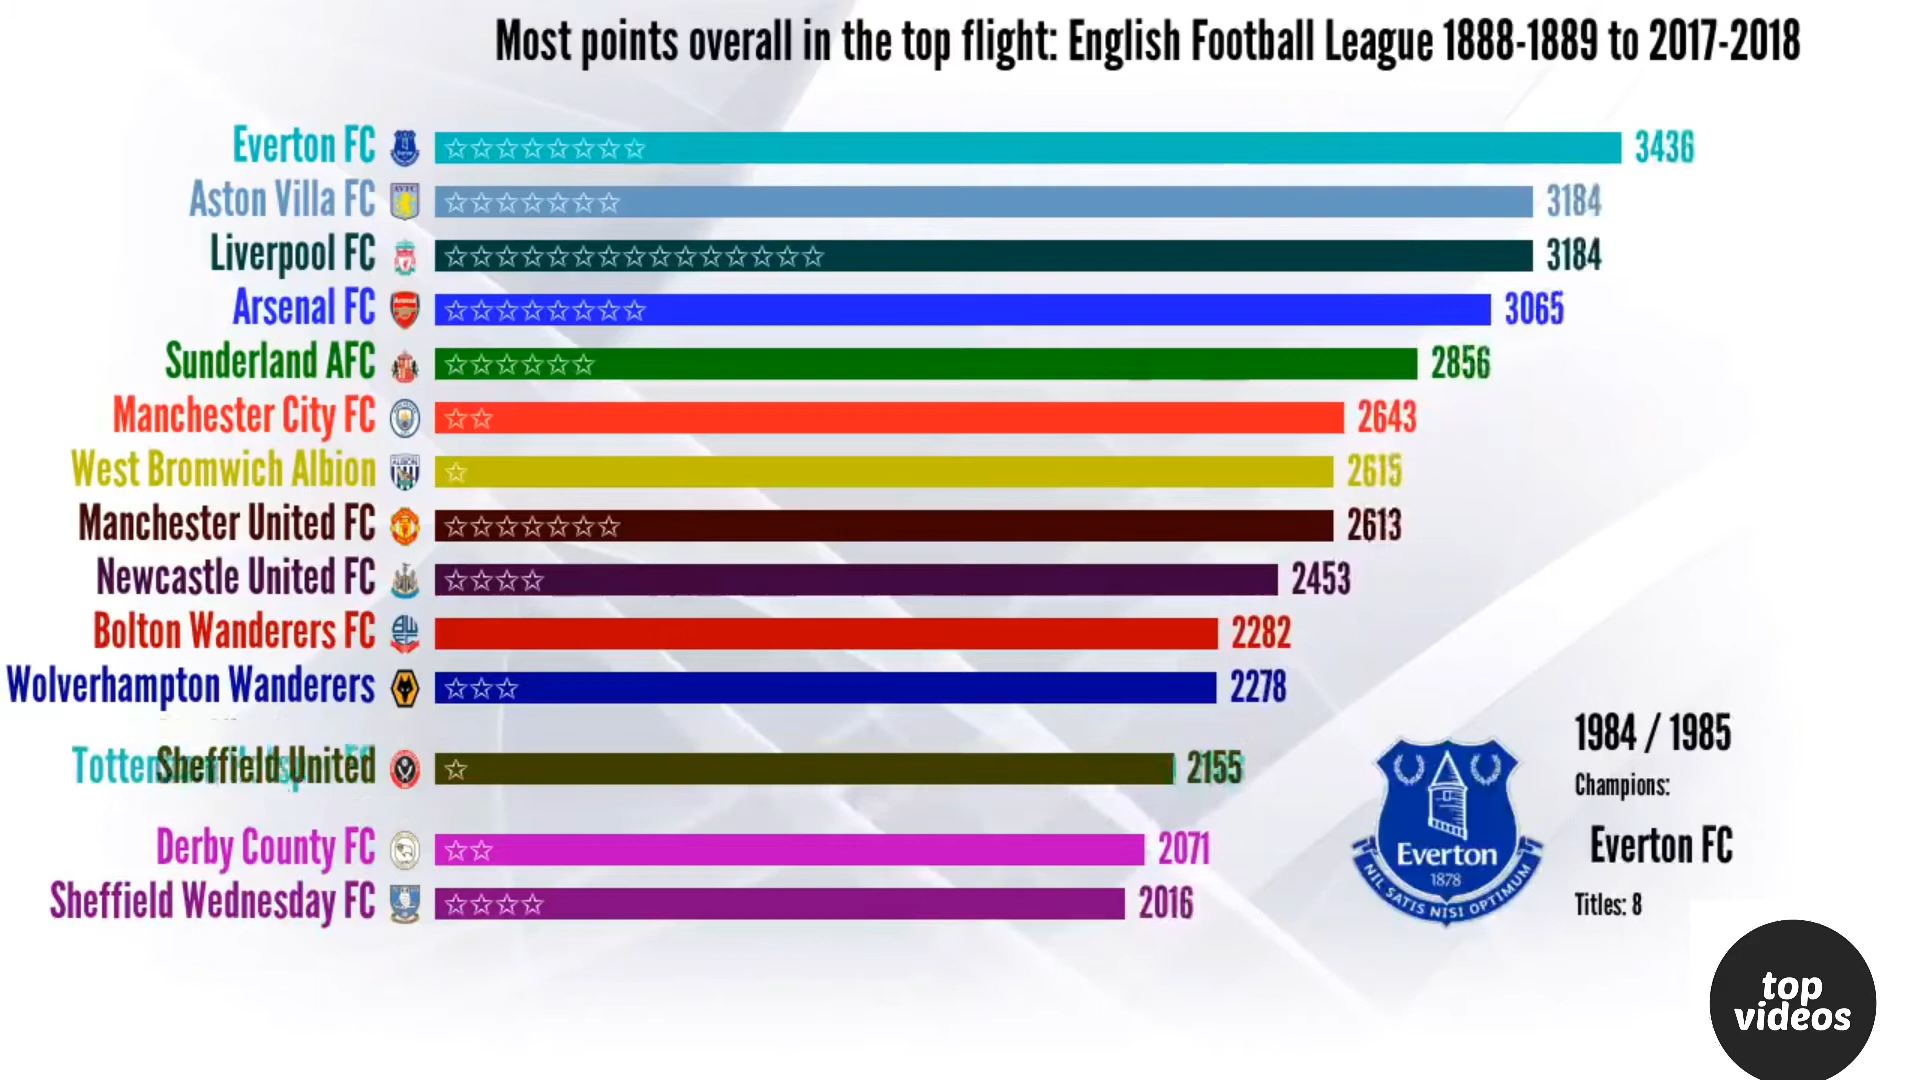 Most points overall in the top flight: English Football League 1888-1889 to 2017-2018
Everton FC 3436
Aston Villa FC 3184
Liverpool FC 3184
Arsenal FC 3065
Sunderland AFC 2856
Manchester City FC 2643
West Bromwich Albion 2615
Manchester United FC 2613
Newcastle United FC 2453
Bolton Wanderers FC 2282
Wolverhampton Wanderers 2278
Sheffield United 2155
Derby County FC 2071
Sheffield Wednesday FC 2016
1984 / 1985
Champions:
Everton FC
Titles: 8
Everton
1878
NIL SATIS NISI OPTIMUM
top
videos